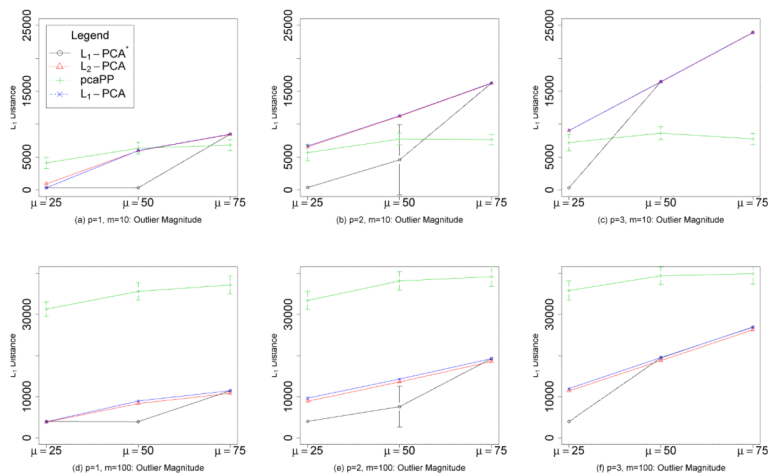 25000
15000
5000
0
L₁ Distance
Legend
L₁ − PCA*
L₂ − PCA
pcaPP
L₁ − PCA
μ = 25 μ = 50 μ = 75
(a) p=1, m=10: Outlier Magnitude
25000
15000
5000
0
L₁ Distance
μ = 25 μ = 50 μ = 75
(b) p=2, m=10: Outlier Magnitude
25000
15000
5000
0
L₁ Distance
μ = 25 μ = 50 μ = 75
(c) p=3, m=10: Outlier Magnitude
30000
10000
0
L₁ Distance
μ = 25 μ = 50 μ = 75
(d) p=1, m=100: Outlier Magnitude
30000
10000
0
L₁ Distance
μ = 25 μ = 50 μ = 75
(e) p=2, m=100: Outlier Magnitude
30000
10000
0
L₁ Distance
μ = 25 μ = 50 μ = 75
(f) p=3, m=100: Outlier Magnitude